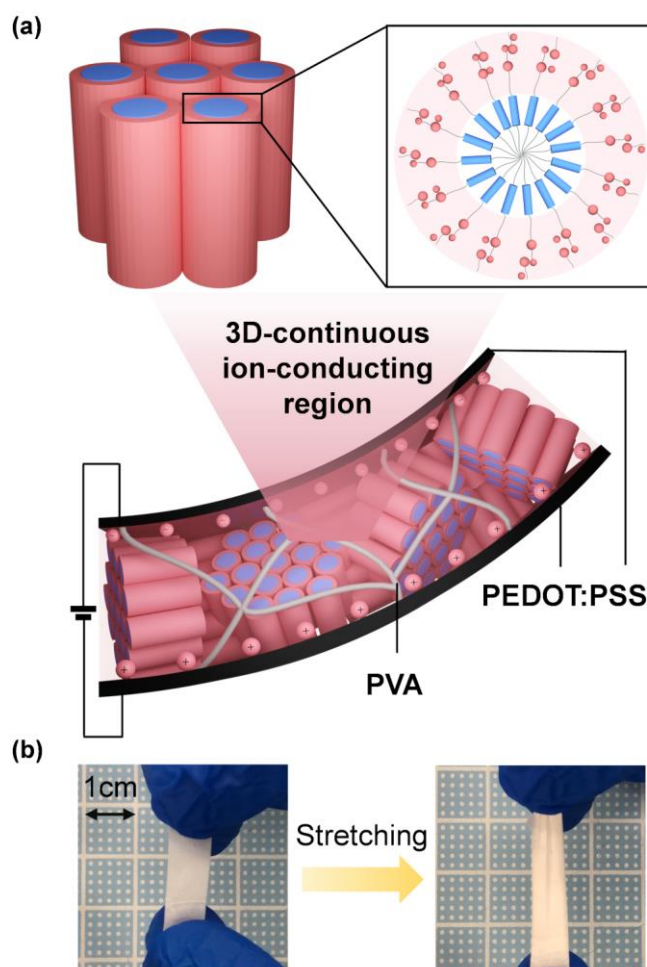 (a)
3D-continuous
ion-conducting
region
PEDOT:PSS
PVA
(b)
1cm
Stretching